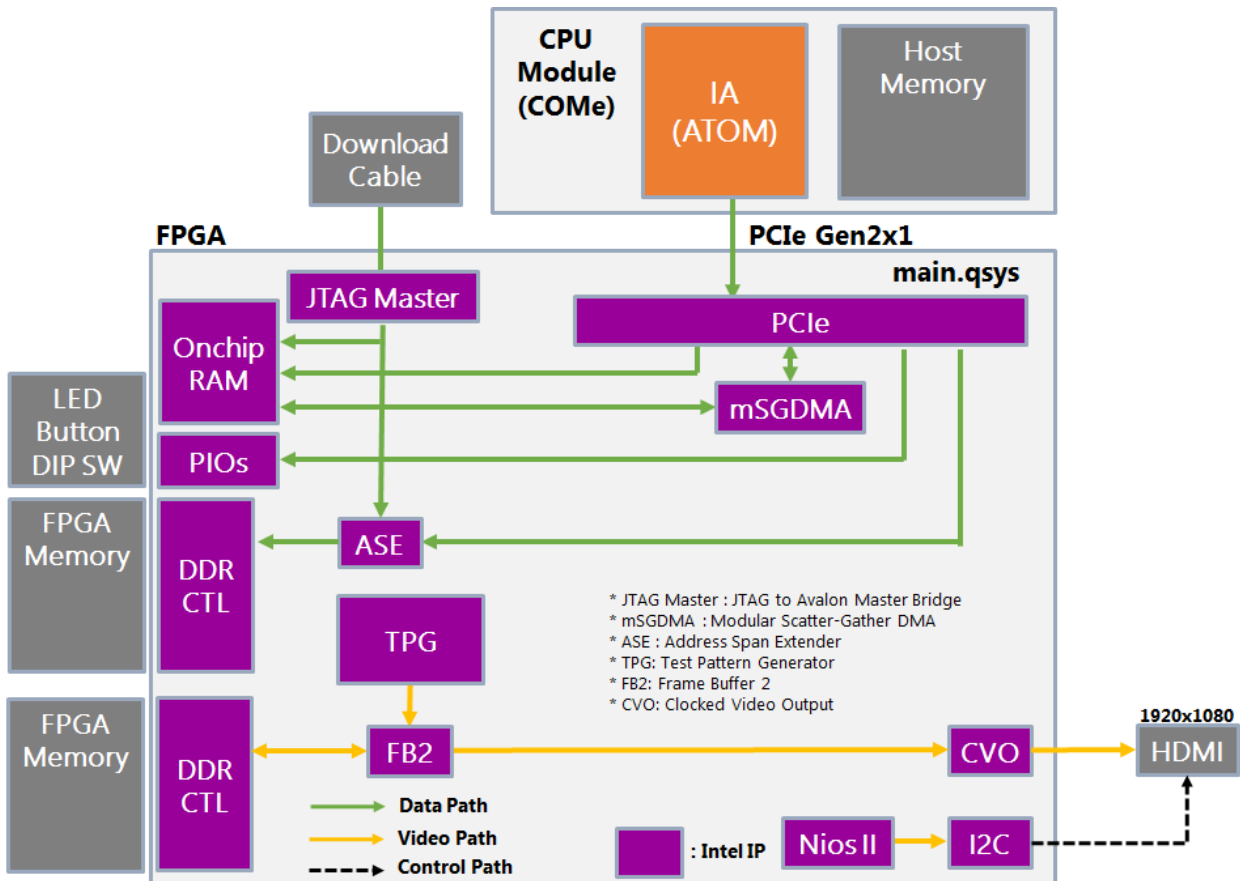 CPU
Module
(COMe)
IA
(ATOM)
Host
Memory
Download
Cable
FPGA
PCIe Gen2x1
main.qsys
JTAG Master
PCIe
Onchip
RAM
mSGDMA
LED
Button
DIP SW
PIOs
FPGA
Memory
DDR
CTL
ASE
* JTAG Master : JTAG to Avalon Master Bridge
* mSGDMA : Modular Scatter-Gather DMA
* ASE : Address Span Extender
* TPG: Test Pattern Generator
* FB2: Frame Buffer 2
* CVO: Clocked Video Output
TPG
FPGA
Memory
DDR
CTL
FB2
CVO
1920x1080
HDMI
Data Path
Video Path
Control Path
: Intel IP
Nios II
I2C